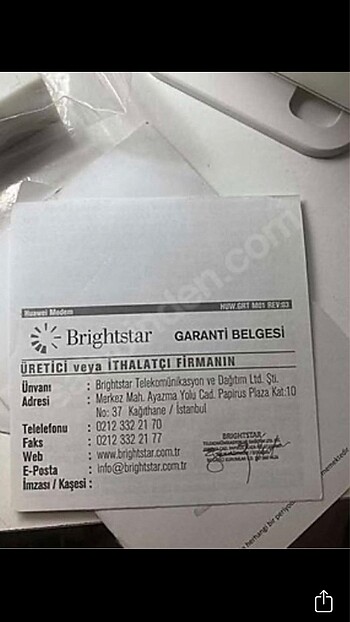 Huawei Modem HUW.GRT M01 REV:03
Brightstar GARANTİ BELGESİ
ÜRETİCİ veya İTHALATÇI FİRMANIN
Ünvanı : Brightstar Telekomünikasyon ve Dağıtım Ltd. Şti.
Adresi : Merkez Mah. Ayazma Yolu Cad. Papirus Plaza Kat:10
No: 37 Kağıthane / İstanbul
Telelefonu : 0212 332 21 70
Faks : 0212 332 21 77
Web : www.brightstar.com.tr
E-Posta : info@brightstar.com.tr
İmzası / Kaşesi :
BRIGHTSTAR
herhangi bir